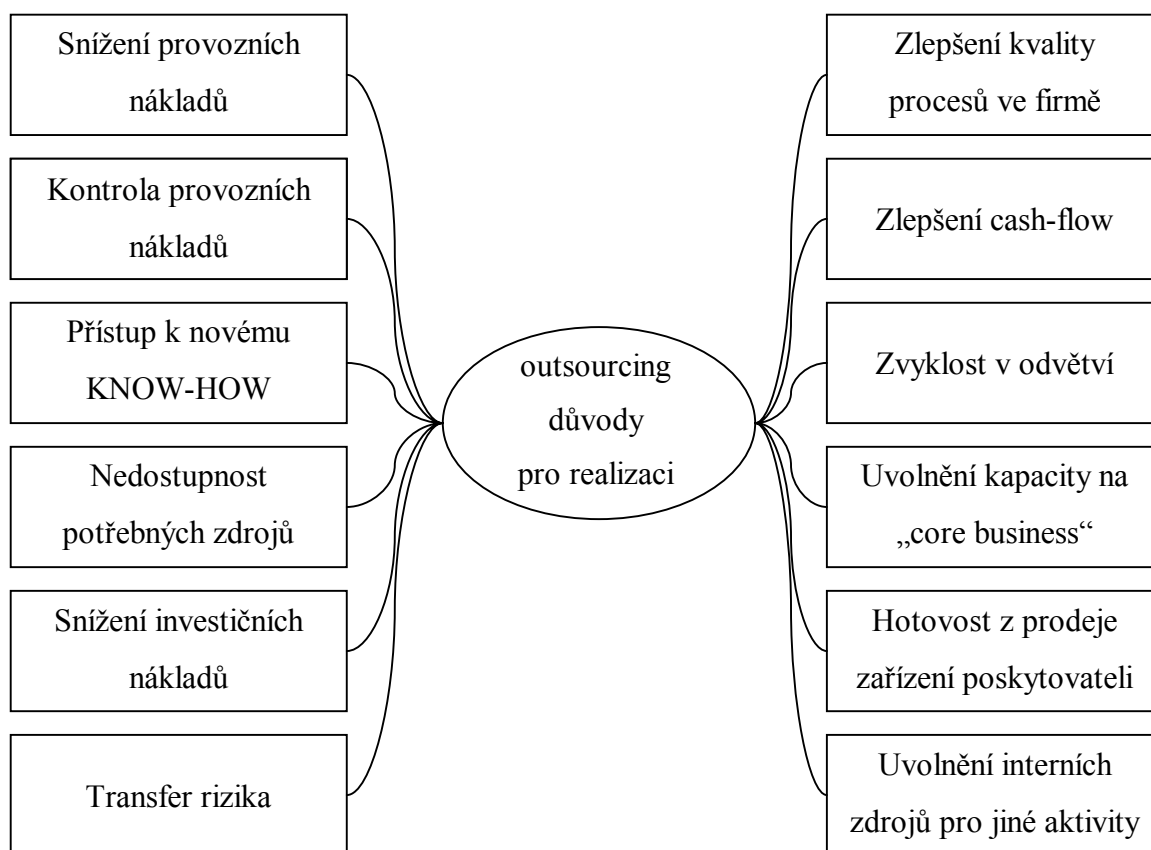 Snížení provozních
nákladů
Kontrola provozních
nákladů
Přístup k novému
KNOW-HOW
Nedostupnost
potřebných zdrojů
Snížení investičních
nákladů
Transfer rizika
outsourcing
důvody
pro realizaci
Zlepšení kvality
procesů ve firmě
Zlepšení cash-flow
Zvyklost v odvětví
Uvolnění kapacity na
„core business“
Hotovost z prodeje
zařízení poskytovateli
Uvolnění interních
zdrojů pro jiné aktivity